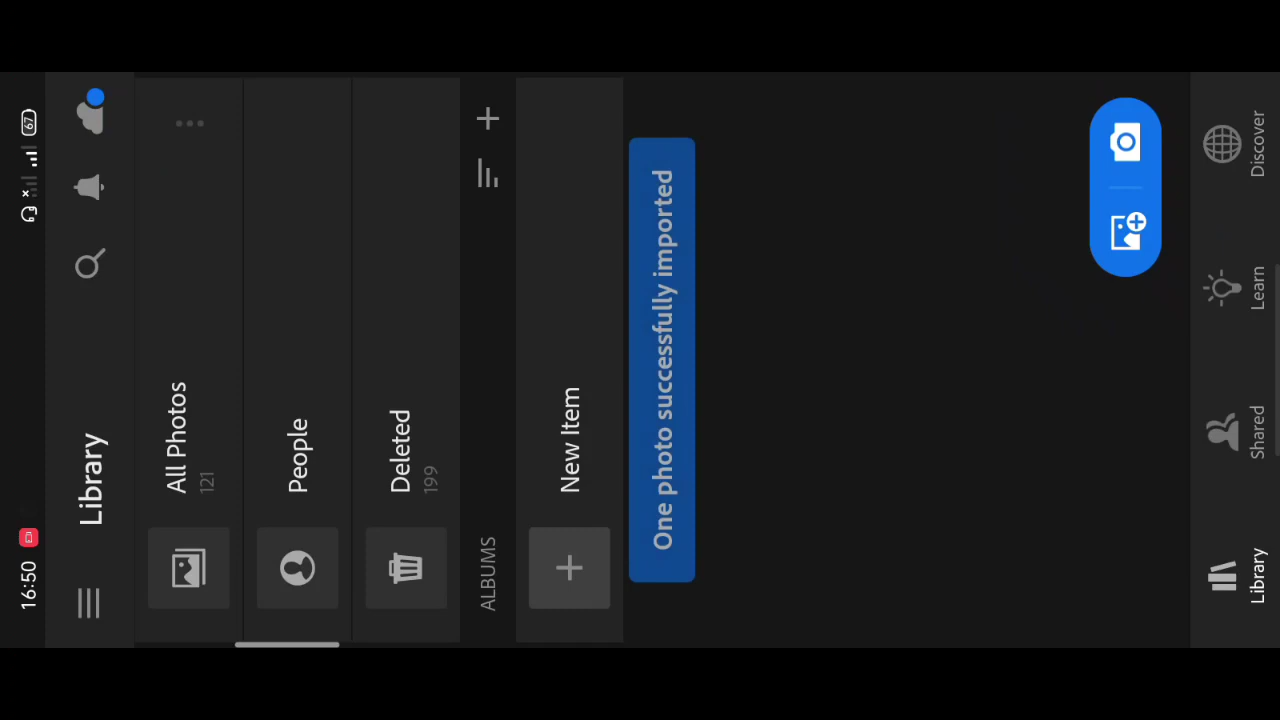 16:50
67
Library
All Photos
121
People
Deleted
199
ALBUMS
New Item
One photo successfully imported
Library
Shared
Learn
Discover